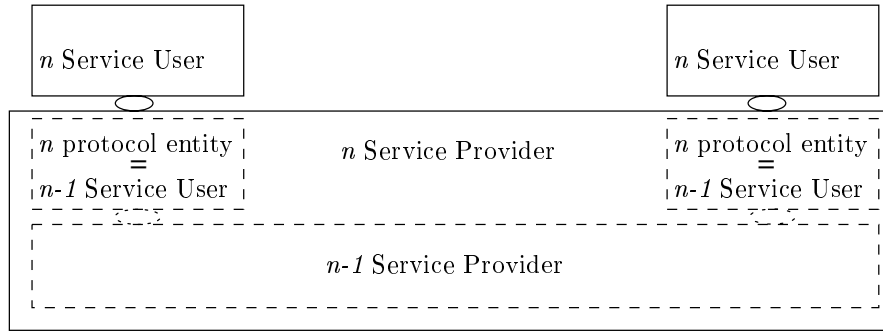 n Service User
n Service User
n protocol entity
=
n-1 Service User
n Service Provider
n protocol entity
=
n-1 Service User
n-1 Service Provider